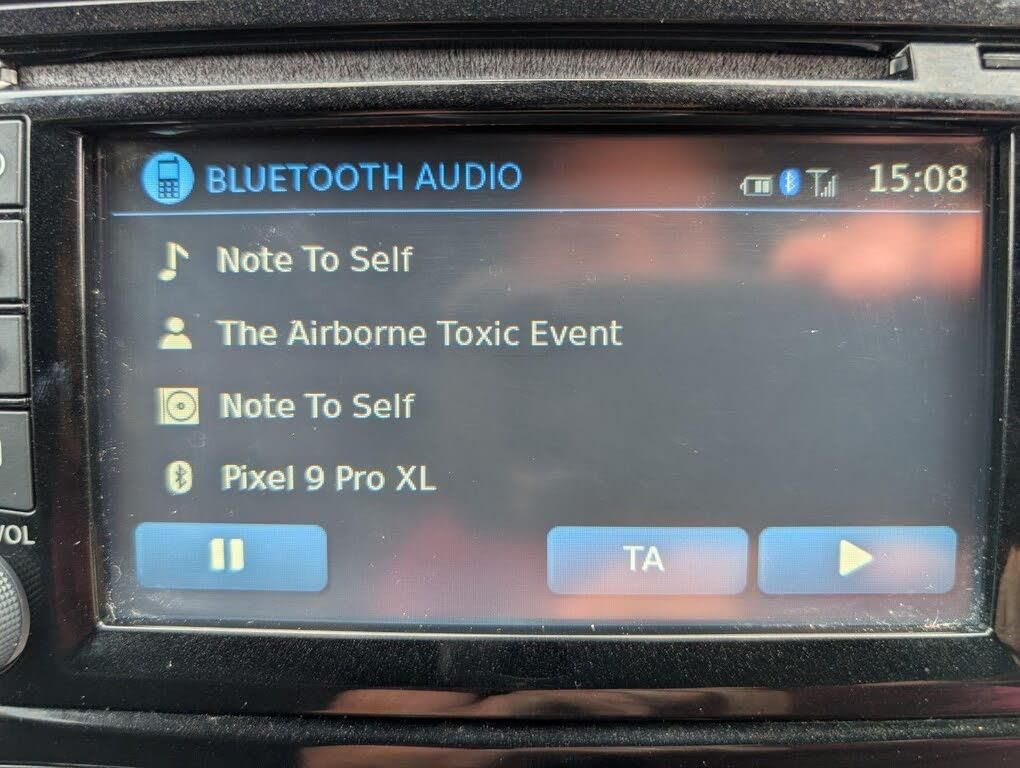 BLUETOOTH AUDIO 15:08
Note To Self
The Airborne Toxic Event
Note To Self
Pixel 9 Pro XL
TA
VOL